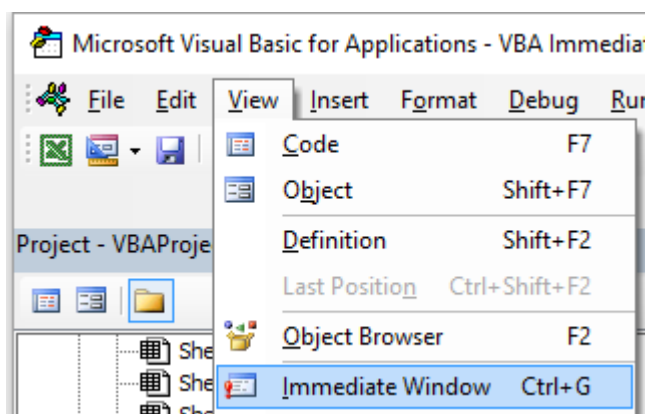 Microsoft Visual Basic for Applications - VBA Immedia
File Edit View Insert Format Debug Run
Code F7
Object Shift+F7
Project - VBAProje
Definition Shift+F2
Last Position Ctrl+Shift+F2
Object Browser F2
She
She
Immediate Window Ctrl+G